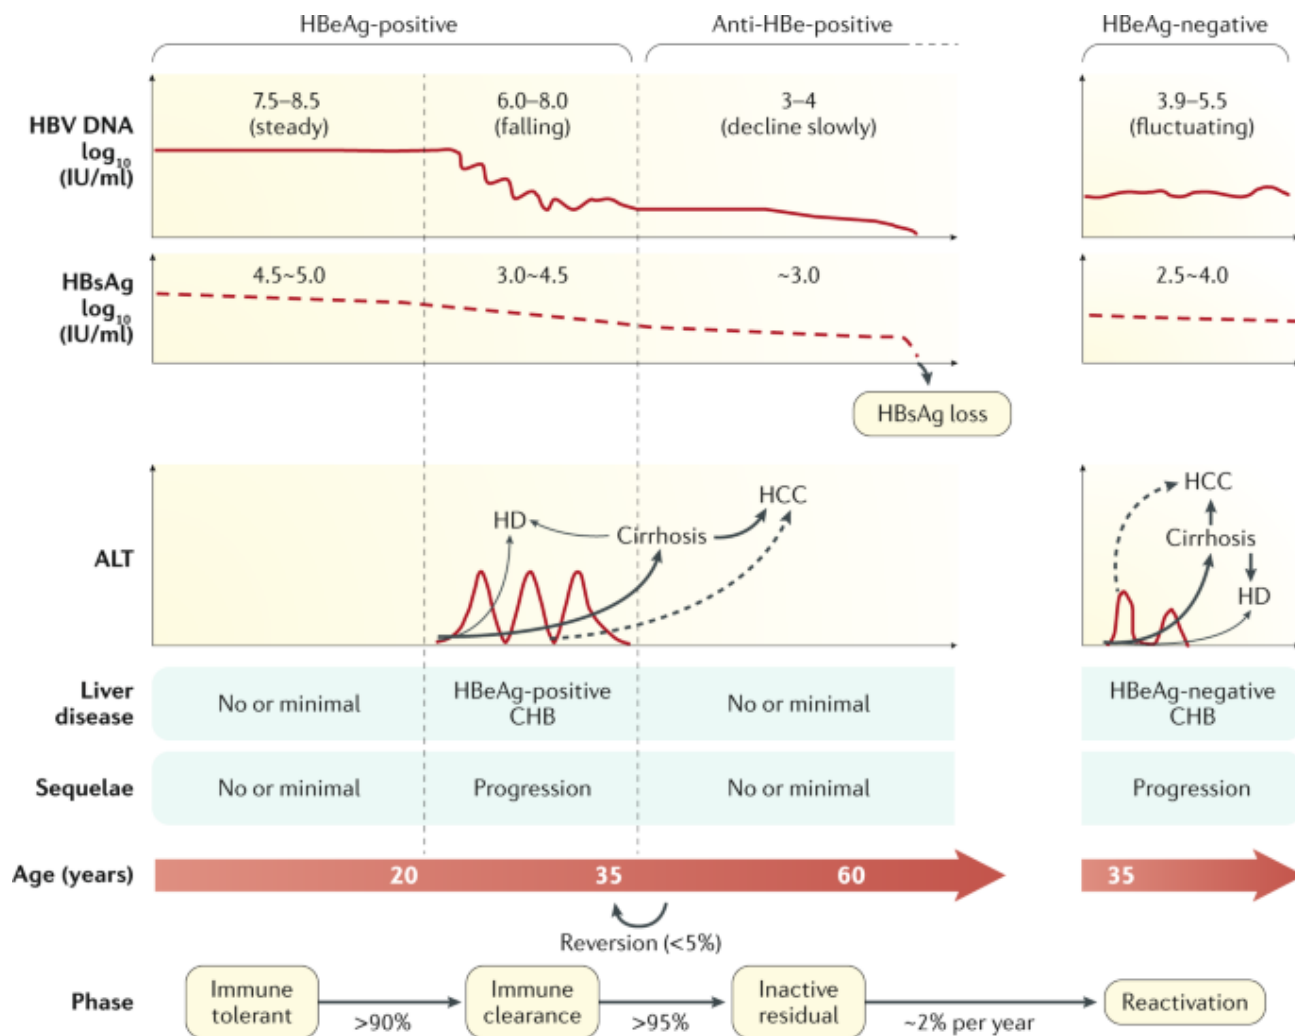 HBeAg-positive
Anti-HBe-positive
HBeAg-negative
HBV DNA
log₁₀
(IU/ml)
7.5–8.5
(steady)
6.0–8.0
(falling)
3–4
(decline slowly)
3.9–5.5
(fluctuating)
HBsAg
log₁₀
(IU/ml)
4.5~5.0
3.0~4.5
~3.0
2.5~4.0
HBsAg loss
ALT
HD
Cirrhosis
HCC
HCC
Cirrhosis
HD
Liver
disease
No or minimal
HBeAg-positive
CHB
No or minimal
HBeAg-negative
CHB
Sequelae
No or minimal
Progression
No or minimal
Progression
Age (years)
20
35
60
35
Reversion (<5%)
Phase
Immune
tolerant
>90%
Immune
clearance
>95%
Inactive
residual
~2% per year
Reactivation